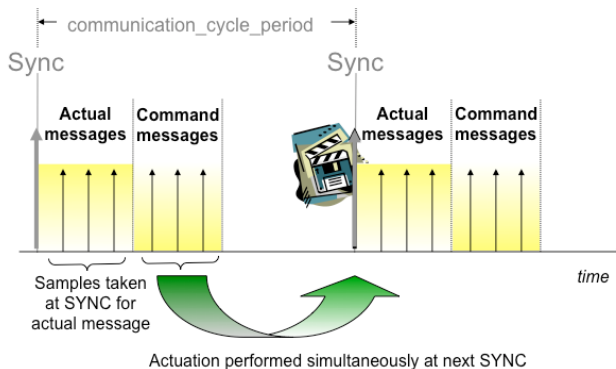 communication_cycle_period
Sync
Sync
Actual
messages
Command
messages
Actual
messages
Command
messages
Samples taken
at SYNC for
actual message
time
Actuation performed simultaneously at next SYNC